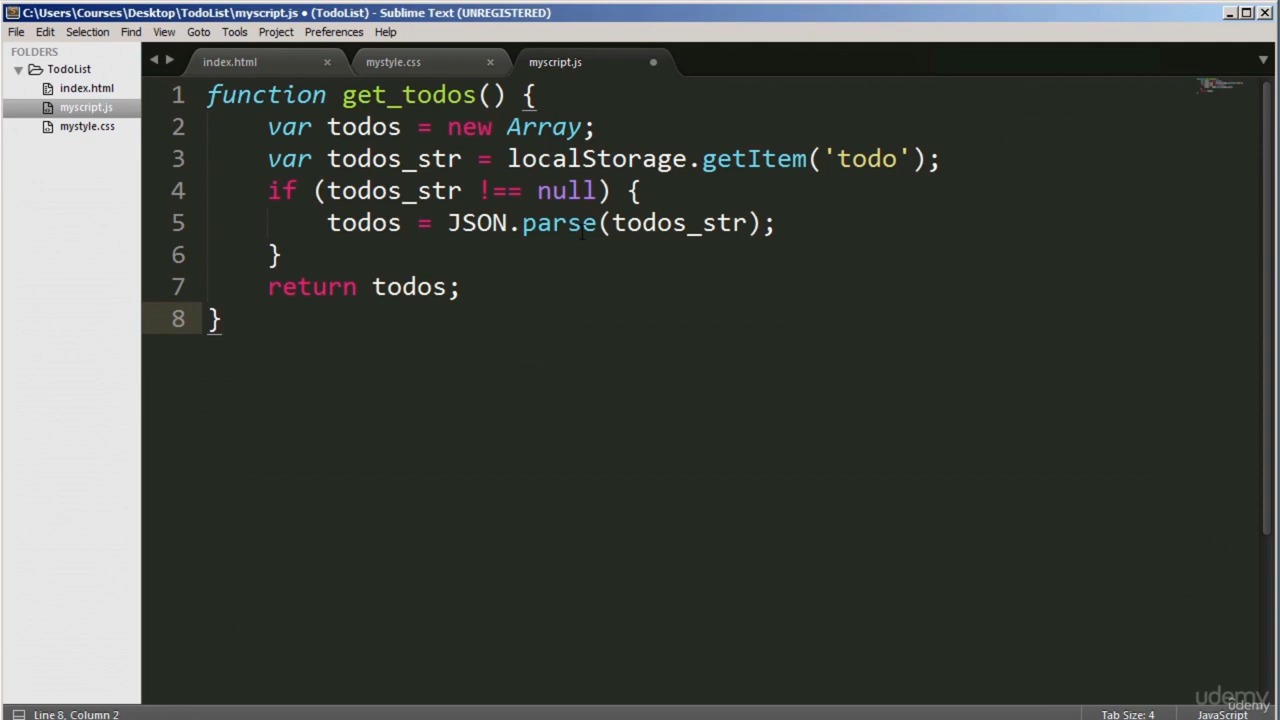 C:\Users\Courses\Desktop\TodoList\myscript.js • (TodoList) - Sublime Text (UNREGISTERED)
File Edit Selection Find View Goto Tools Project Preferences Help
FOLDERS
TodoList
index.html
myscript.js
mystyle.css
index.html × mystyle.css × myscript.js
1 function get_todos() {
2 var todos = new Array;
3 var todos_str = localStorage.getItem('todo');
4 if (todos_str !== null) {
5 todos = JSON.parse(todos_str);
6 }
7 return todos;
8 }
udemy
udemy
Line 8, Column 2
Tab Size: 4
JavaScript